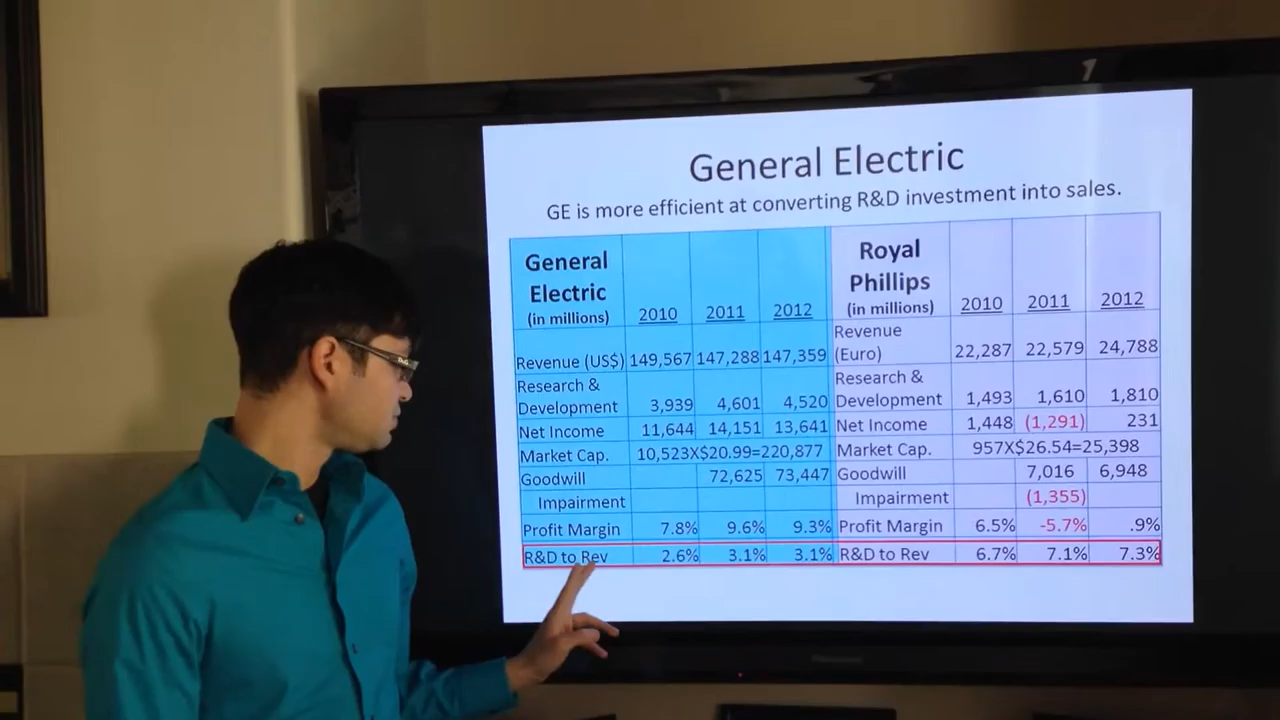 General Electric
GE is more efficient at converting R&D investment into sales.
General
Electric
(in millions) 2010 2011 2012
Revenue (US$) 149,567 147,288 147,359
Research &
Development 3,939 4,601 4,520
Net Income 11,644 14,151 13,641
Market Cap. 10,523X$20.99=220,877
Goodwill 72,625 73,447
Impairment
Profit Margin 7.8% 9.6% 9.3%
R&D to Rev 2.6% 3.1% 3.1%
Royal
Phillips
(in millions) 2010 2011 2012
Revenue
(Euro) 22,287 22,579 24,788
Research &
Development 1,493 1,610 1,810
Net Income 1,448 (1,291) 231
Market Cap. 957X$26.54=25,398
Goodwill 7,016 6,948
Impairment (1,355)
Profit Margin 6.5% -5.7% .9%
R&D to Rev 6.7% 7.1% 7.3%